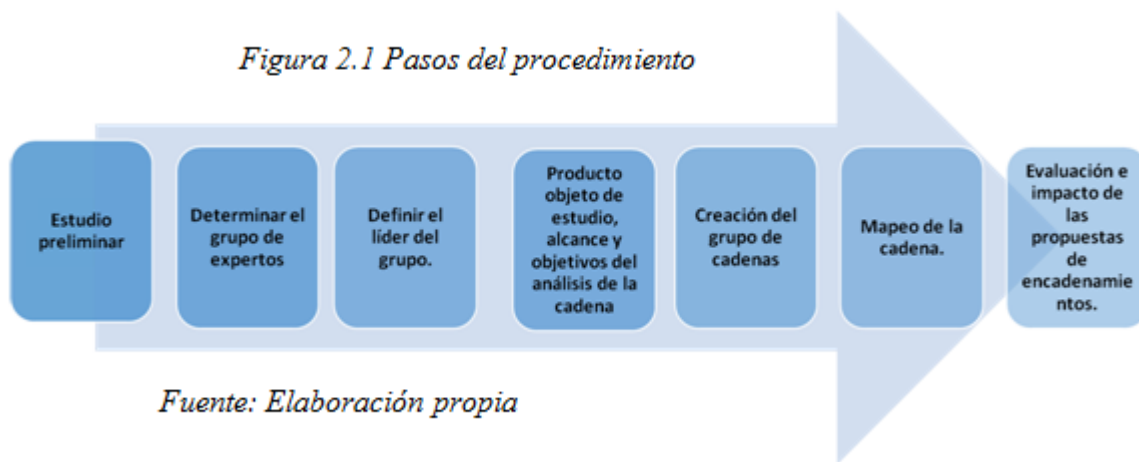 Figura 2.1 Pasos del procedimiento
Estudio
preliminar
Determinar el
grupo de
expertos
Definir el
líder del
grupo.
Producto
objeto de
estudio,
alcance y
objetivos del
análisis de la
cadena
Creación del
grupo de
cadenas
Mapeo de la
cadena.
Evaluación e
impacto de
las
propuestas
de
encadenamie
ntos.
Fuente: Elaboración propia